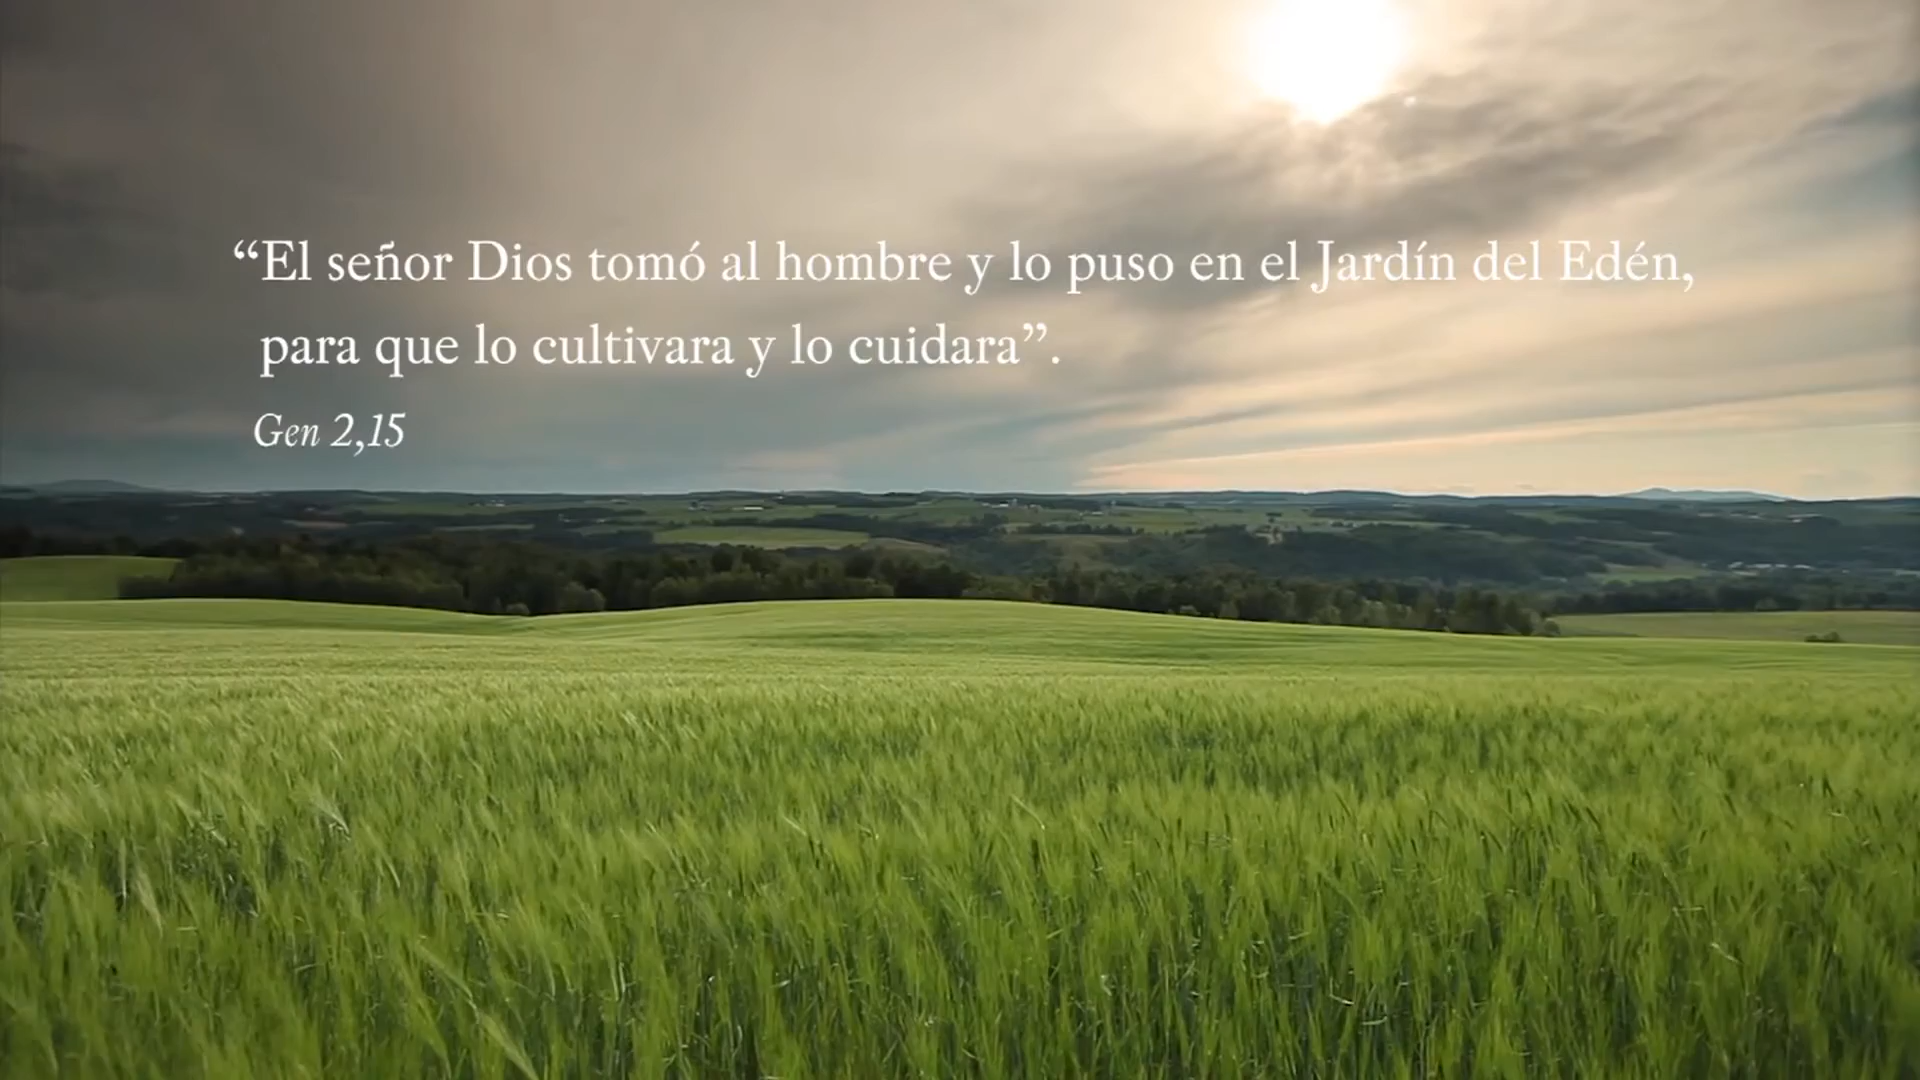 “El señor Dios tomó al hombre y lo puso en el Jardín del Edén,
para que lo cultivara y lo cuidara”.
Gen 2,15